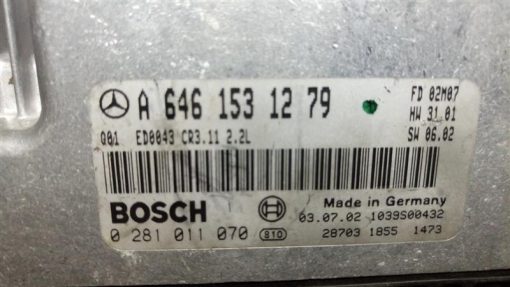 A 646 153 12 79
FD 02M07
HW 31.01
SW 06.02
Q01 ED0043 CR3.11 2.2L
BOSCH
Made in Germany
03.07.02 1039S00432
0 281 011 070 810
28703 1855 1473